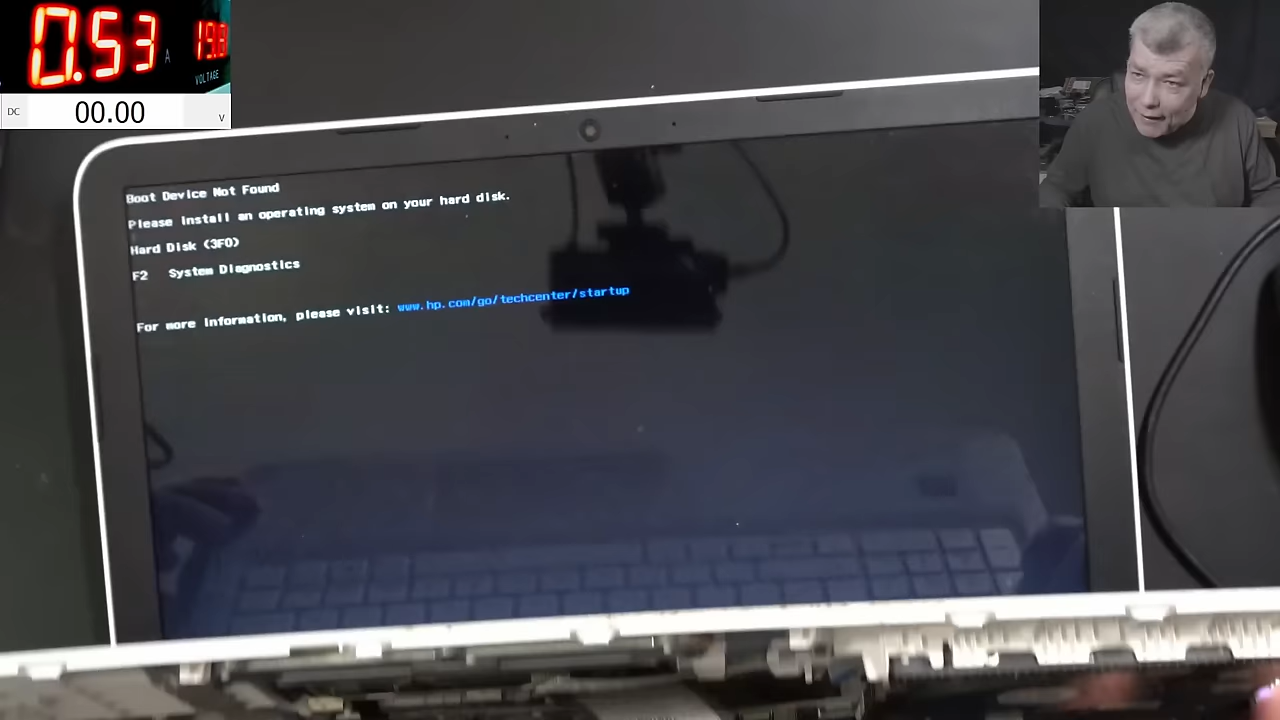 0.53 A 19.8
VOLTAGE
DC 00.00 V
Boot Device Not Found
Please install an operating system on your hard disk.
Hard Disk (3F0)
F2 System Diagnostics
For more information, please visit: www.hp.com/go/techcenter/startup